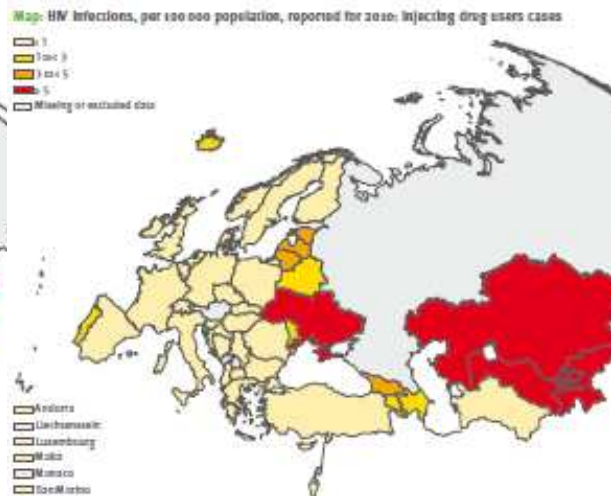 Map: HIV infections, per 100 000 population, reported for 2010: injecting drug users cases
< 1
1 to < 3
3 to < 5
Missing or excluded data
Andorra
Liechtenstein
Luxembourg
Malta
Monaco
San Marino